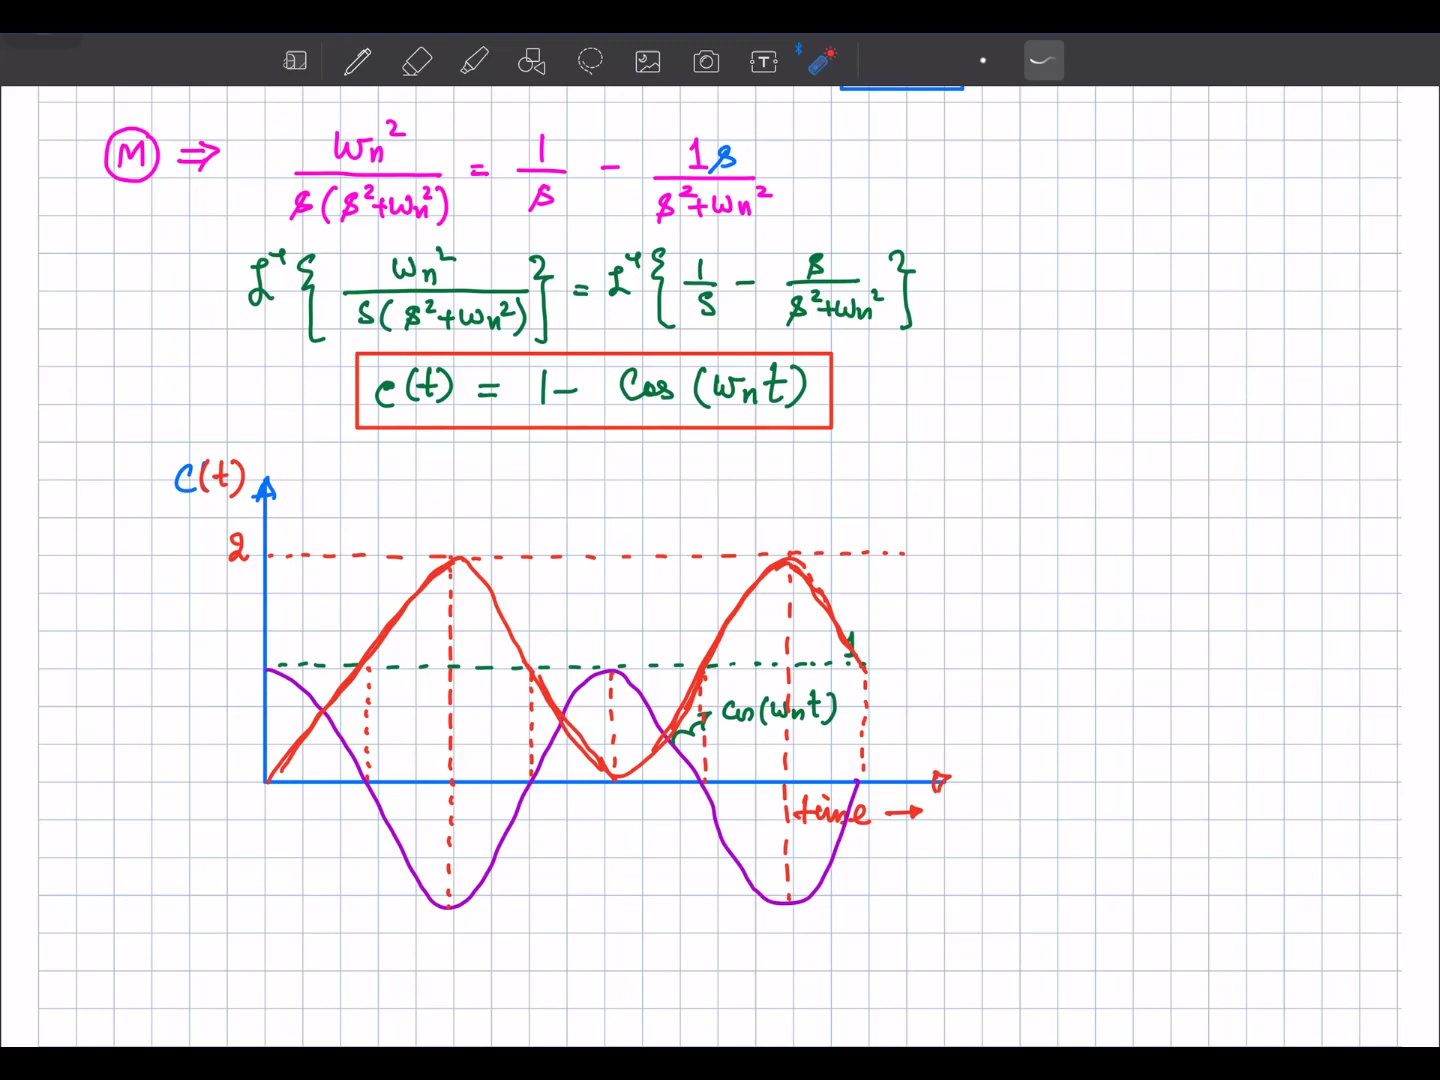 M ⇒ ωn² / s(s²+ωn²) = 1/s - 1s / s²+ωn²
ℒ⁻¹{ ωn² / s(s²+ωn²) } = ℒ⁻¹{ 1/s - s / s²+ωn² }
c(t) = 1 - Cos(ωnt)
C(t)
2
1
cos(ωnt)
time →